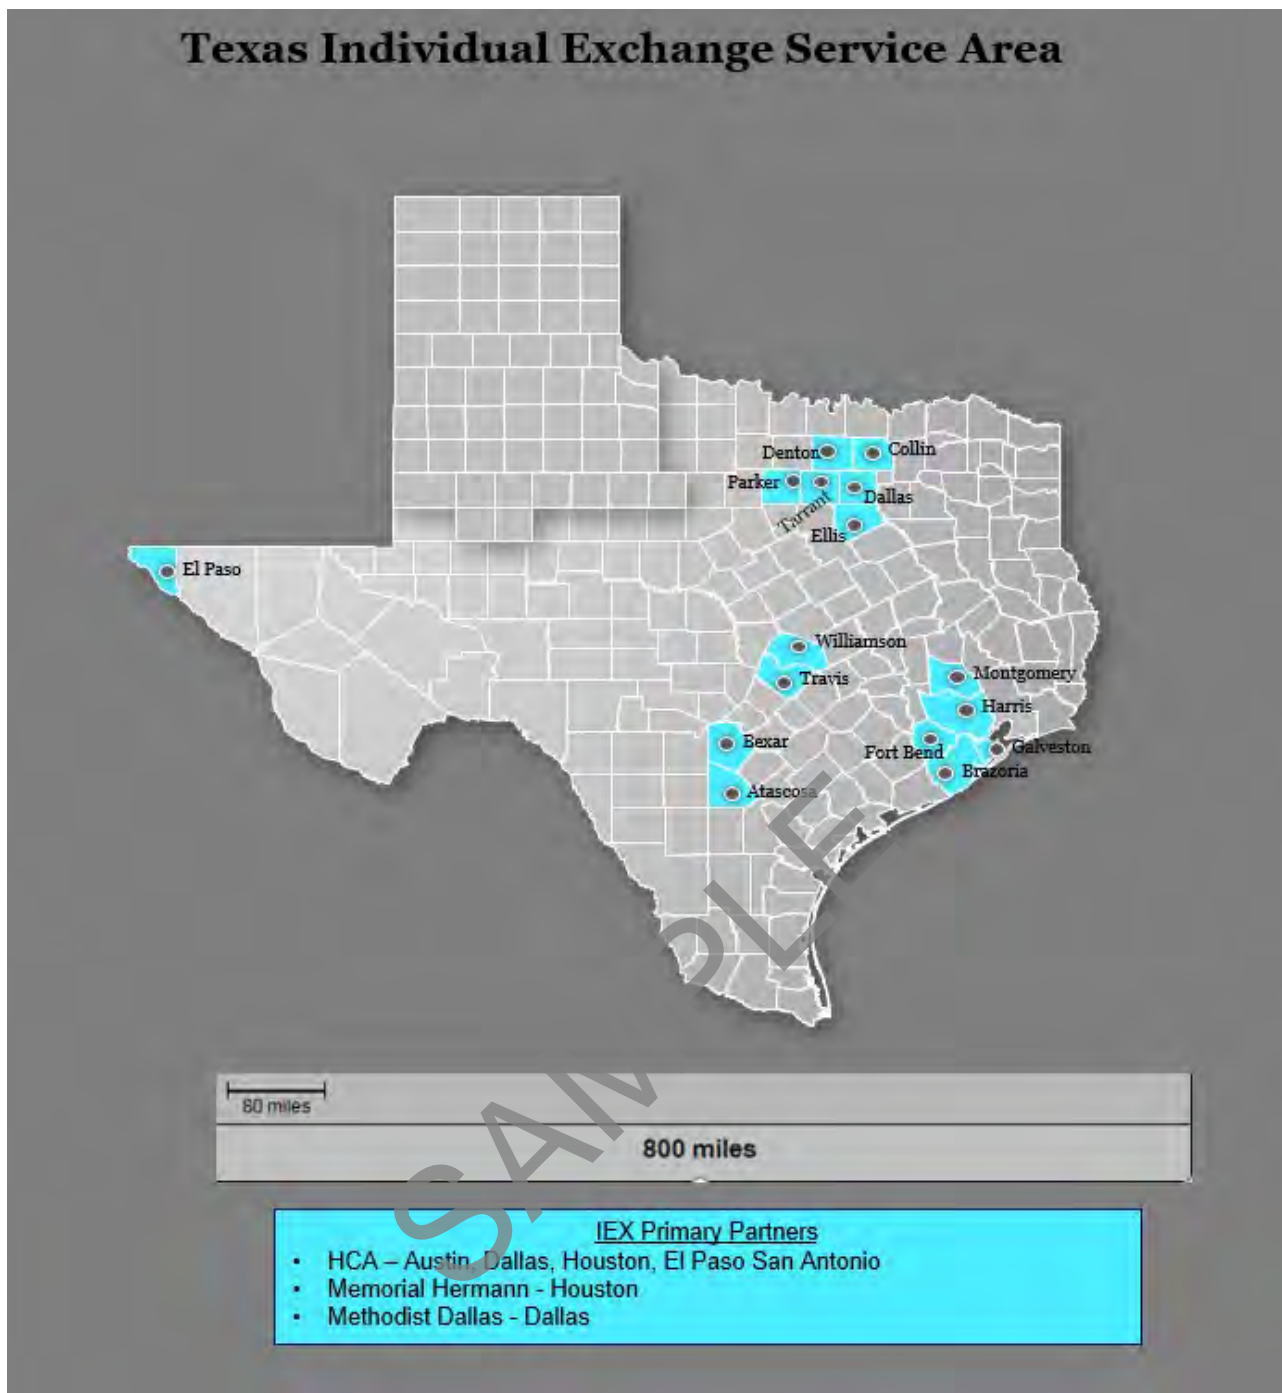 Texas Individual Exchange Service Area
Denton
Collin
Parker
Tarrant
Dallas
Ellis
El Paso
Williamson
Travis
Montgomery
Harris
Bexar
Fort Bend
Galveston
Brazoria
Atascosa
SAMPLE
80 miles
800 miles
IEX Primary Partners
• HCA – Austin, Dallas, Houston, El Paso San Antonio
• Memorial Hermann - Houston
• Methodist Dallas - Dallas